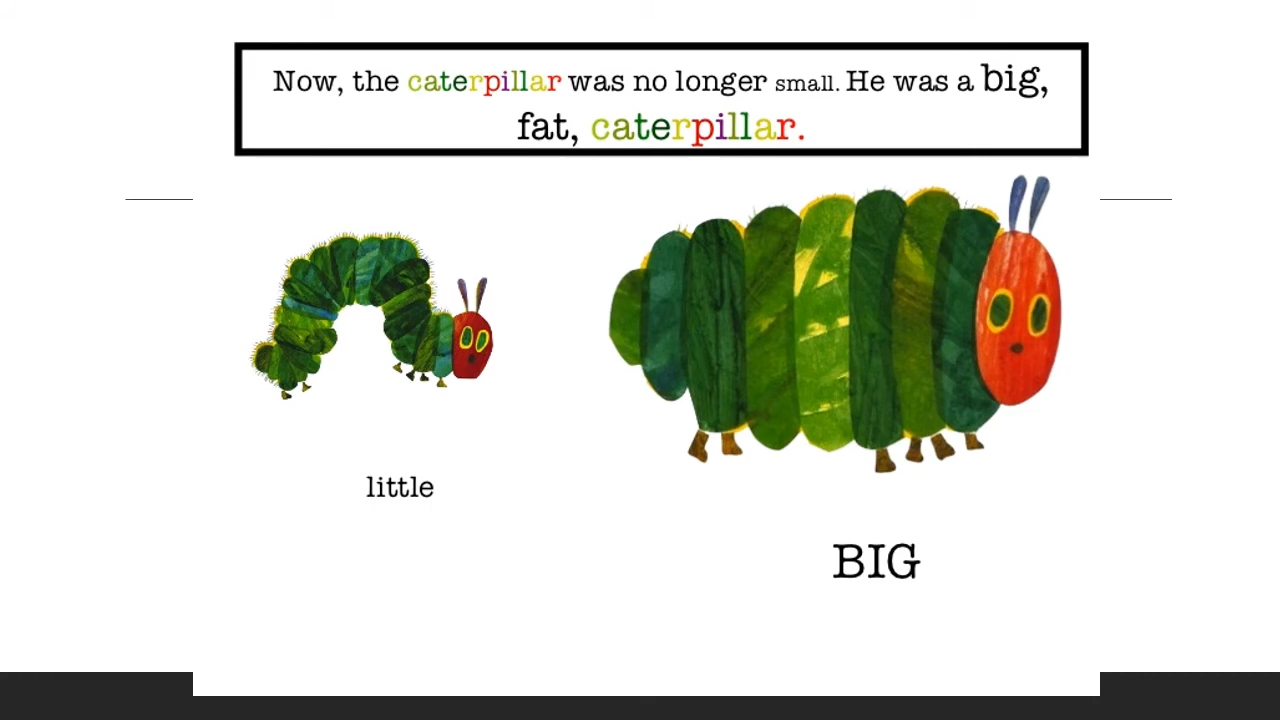 Now, the caterpillar was no longer small. He was a big,
fat, caterpillar.
little
BIG